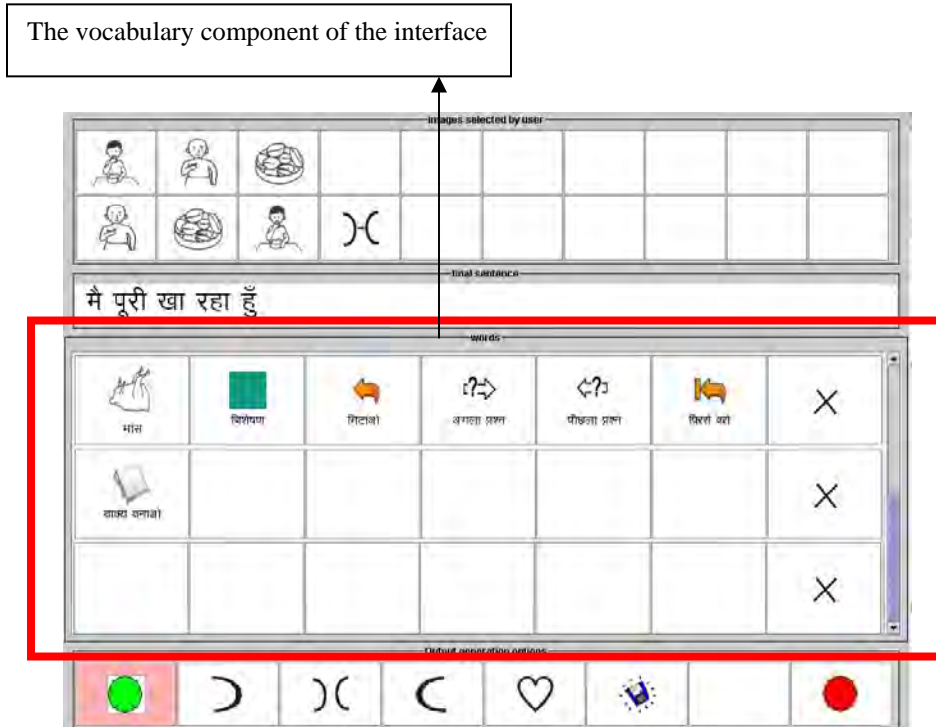 The vocabulary component of the interface
images selected by user
final sentence
मै पूरी खा रहा हुँ
words
मांस
विशेषण
मिटाओ
अगला प्रश्न
पीछला प्रश्न
फिरसे करो
वाक्य बनाओ
Output generation options